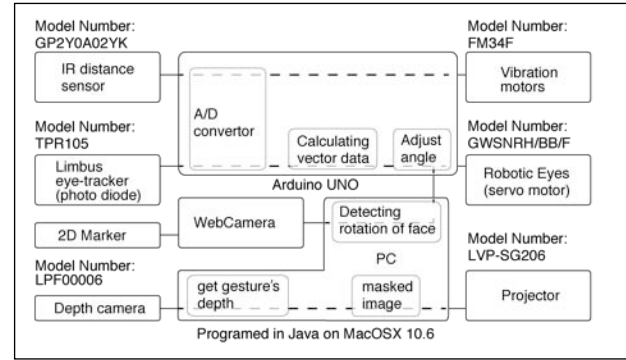 Model Number:
GP2Y0A02YK
IR distance
sensor
Model Number:
TPR105
Limbus
eye-tracker
(photo diode)
2D Marker
Model Number:
LPF00006
Depth camera
A/D
convertor
Calculating
vector data
Adjust
angle
Arduino UNO
WebCamera
Detecting
rotation of face
PC
get gesture's
depth
masked
image
Programed in Java on MacOSX 10.6
Model Number:
FM34F
Vibration
motors
Model Number:
GWSNRH/BB/F
Robotic Eyes
(servo motor)
Model Number:
LVP-SG206
Projector